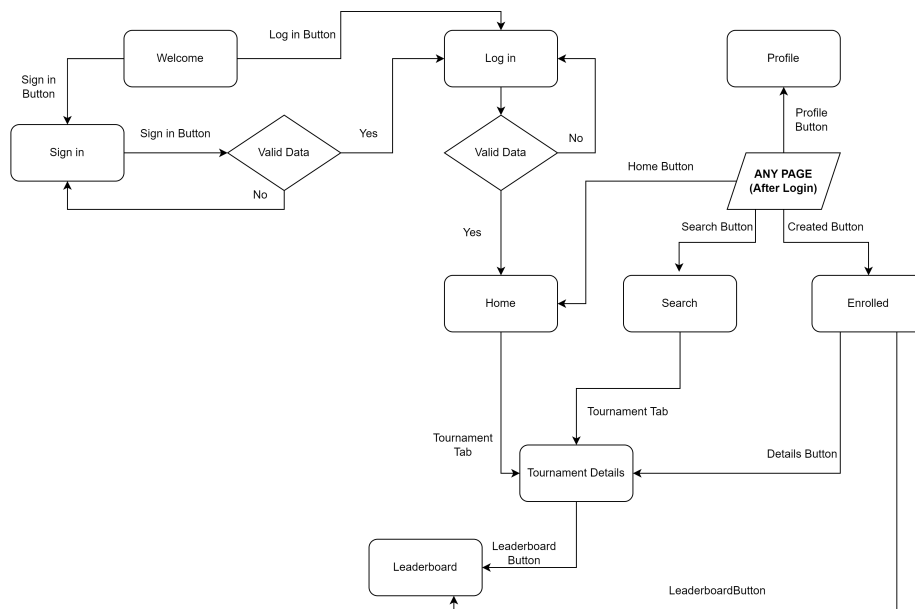 Log in Button
Welcome
Log in
Profile
Sign in
Button
Sign in Button
Yes
Sign in
Valid Data
No
Valid Data
No
Profile
Button
Home Button
ANY PAGE
(After Login)
Yes
Search Button
Created Button
Home
Search
Enrolled
Tournament Tab
Tournament
Tab
Details Button
Tournament Details
Leaderboard
Button
Leaderboard
LeaderboardButton